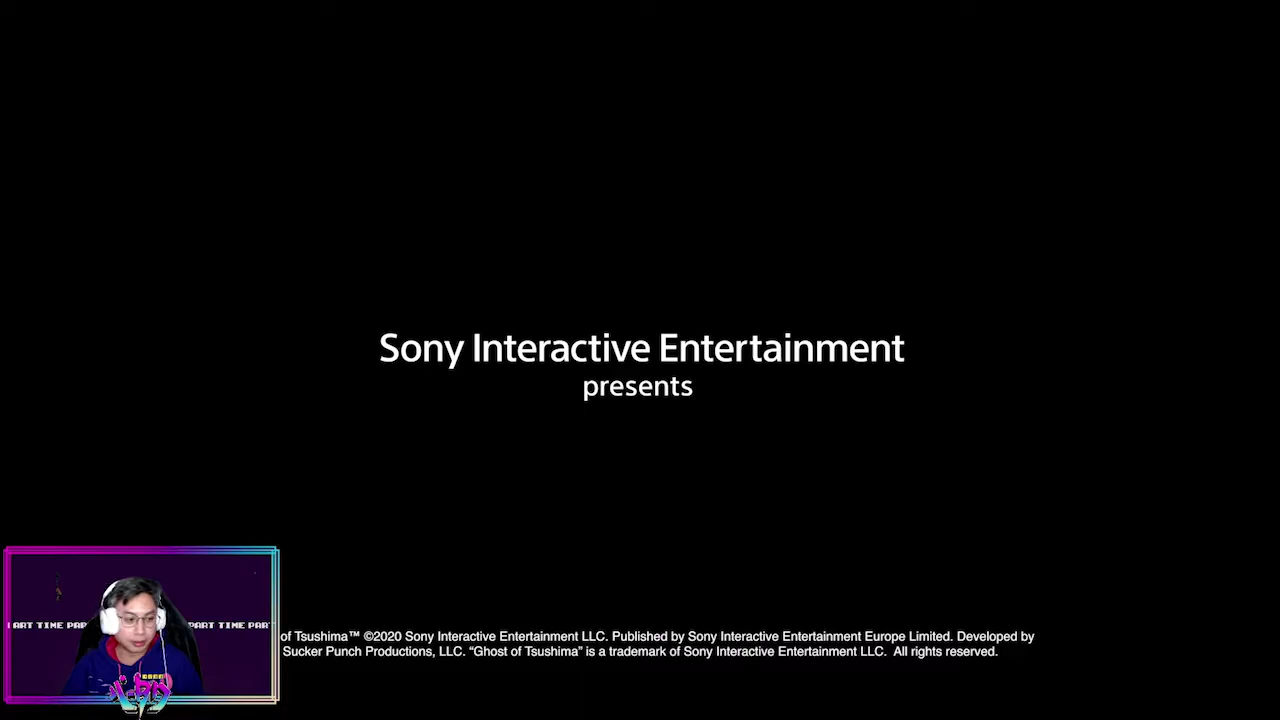 Sony Interactive Entertainment
presents
ART TIME PAR
PART TIME PART
of Tsushima™ ©2020 Sony Interactive Entertainment LLC. Published by Sony Interactive Entertainment Europe Limited. Developed by
Sucker Punch Productions, LLC. “Ghost of Tsushima” is a trademark of Sony Interactive Entertainment LLC. All rights reserved.